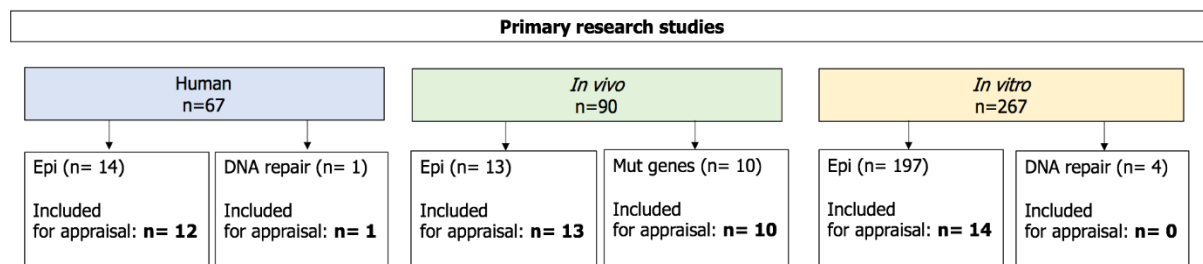 Primary research studies
Human
n=67
In vivo
n=90
In vitro
n=267
Epi (n= 14)
Included
for appraisal: n= 12
DNA repair (n= 1)
Included
for appraisal: n= 1
Epi (n= 13)
Included
for appraisal: n= 13
Mut genes (n= 10)
Included
for appraisal: n= 10
Epi (n= 197)
Included
for appraisal: n= 14
DNA repair (n= 4)
Included
for appraisal: n= 0